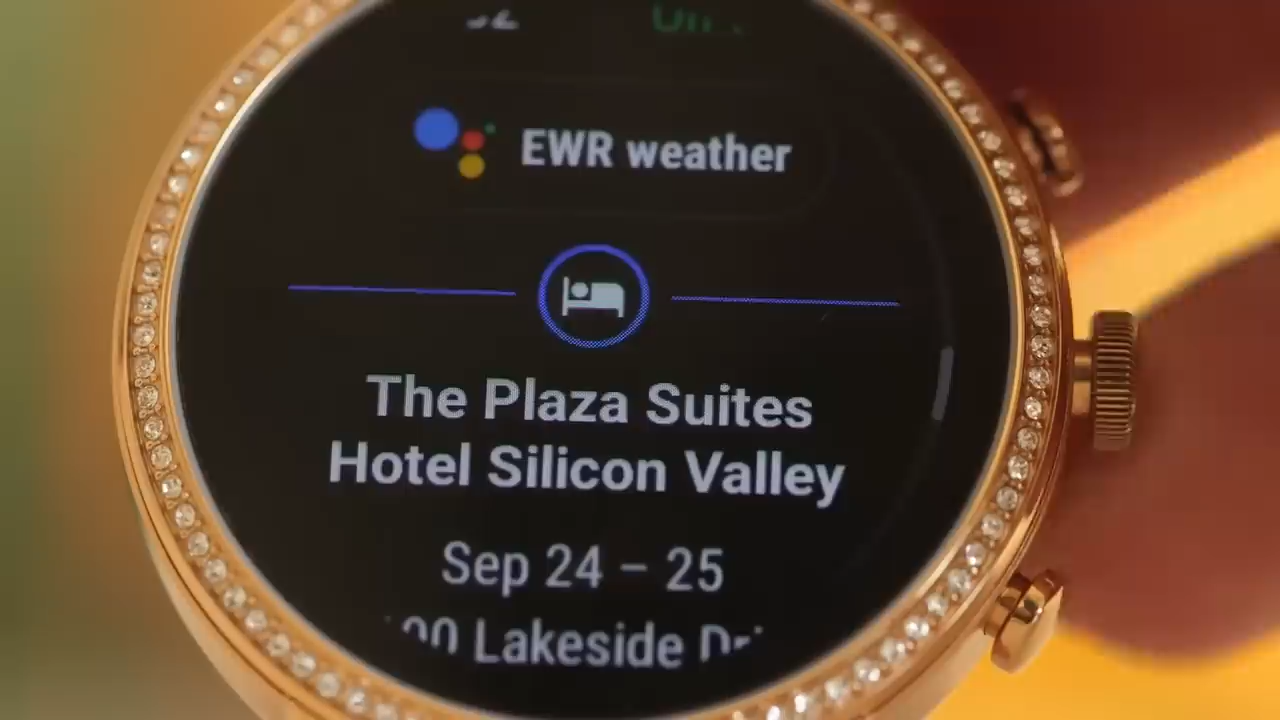 EWR weather
The Plaza Suites
Hotel Silicon Valley
Sep 24 – 25
Lakeside